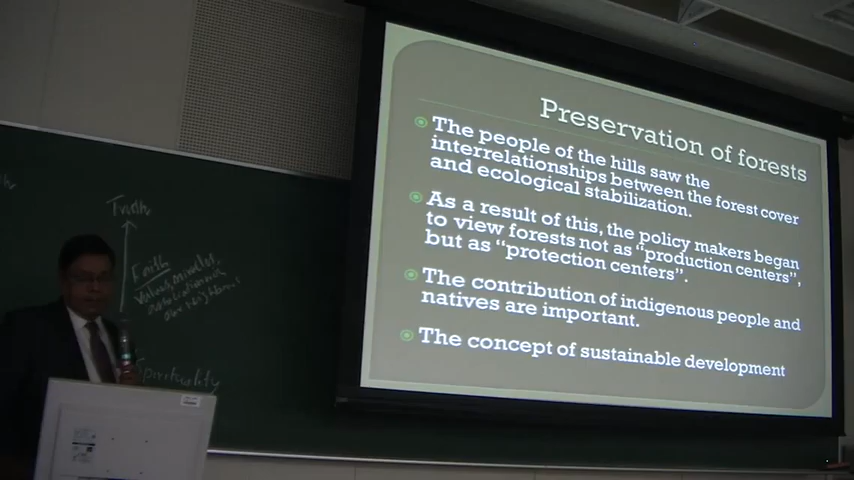 Preservation of forests
The people of the hills saw the
interrelationships between the forest cover
and ecological stabilization.
As a result of this, the policy makers began
to view forests not as "production centers",
but as "protection centers".
The contribution of indigenous people and
natives are important.
The concept of sustainable development
Truth
Faith